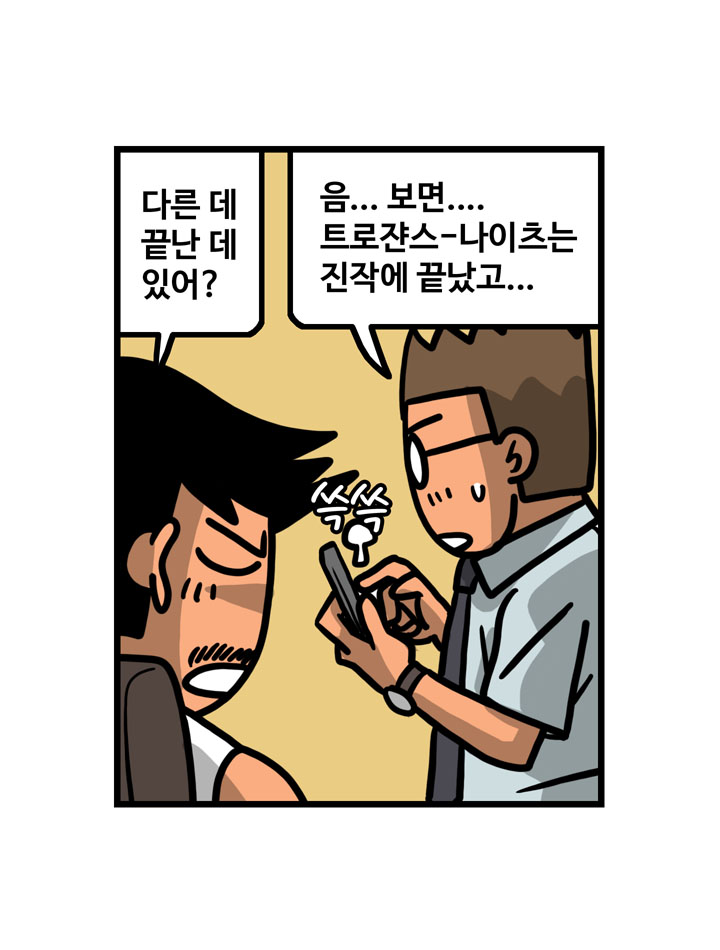 다른 데
끝난 데
있어?
음... 보면....
트로쟌스-나이츠는
진작에 끝났고...
쓱쓱